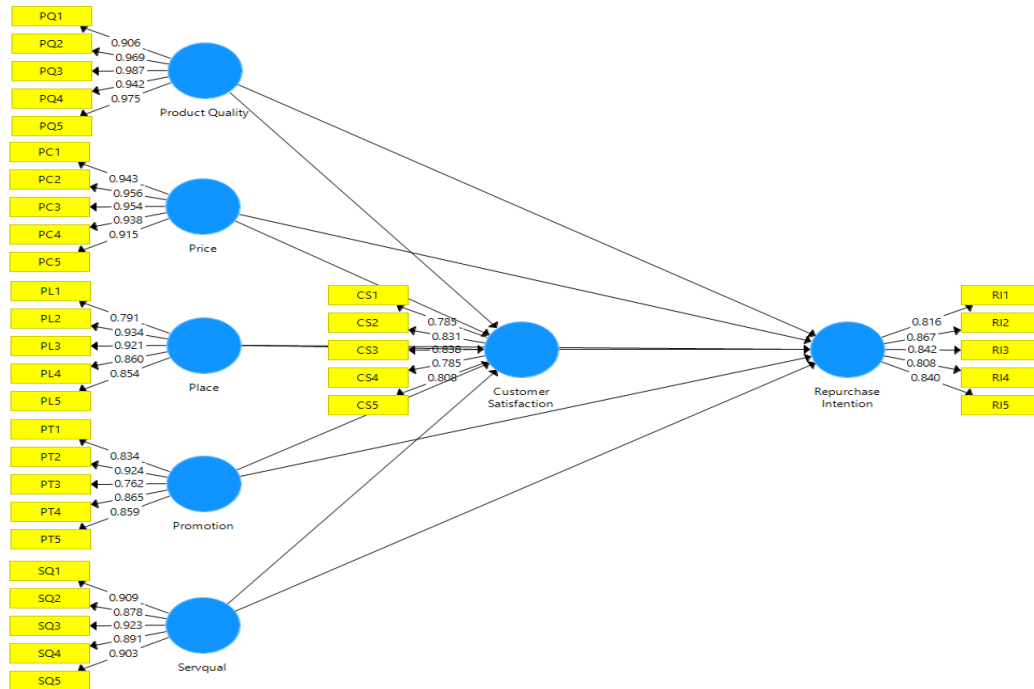 PQ1
PQ2
PQ3
PQ4
PQ5
0.906
0.969
0.987
0.942
0.975
Product Quality
PC1
PC2
PC3
PC4
PC5
0.943
0.956
0.954
0.938
0.915
Price
PL1
PL2
PL3
PL4
PL5
0.791
0.934
0.921
0.860
0.854
Place
PT1
PT2
PT3
PT4
PT5
0.834
0.924
0.762
0.865
0.859
Promotion
SQ1
SQ2
SQ3
SQ4
SQ5
0.909
0.878
0.923
0.891
0.903
Servqual
CS1
CS2
CS3
CS4
CS5
0.785
0.831
0.838
0.785
0.808
Customer
Satisfaction
Repurchase
Intention
0.816
0.867
0.842
0.808
0.840
RI1
RI2
RI3
RI4
RI5